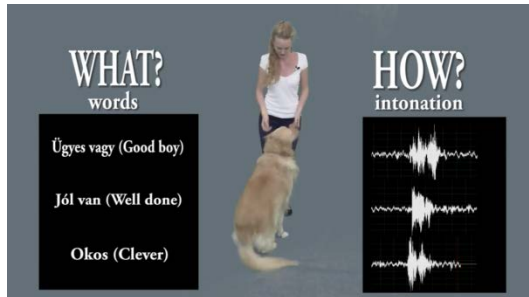 WHAT?
words
Ügyes vagy (Good boy)
Jól van (Well done)
Okos (Clever)
HOW?
intonation